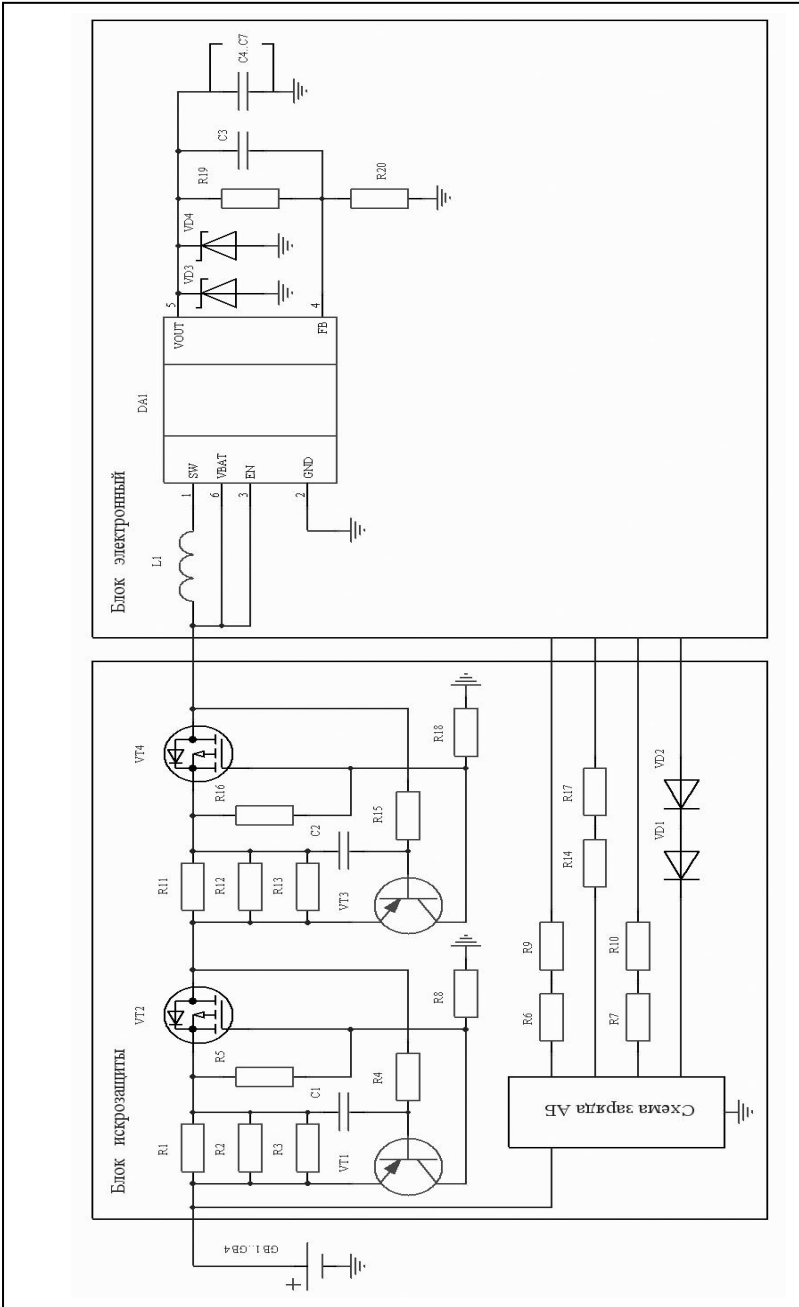 Блок искрозащиты
Блок электронный
GB1..GB4
R1
R2
R3
VT1
C1
R5
VT2
R4
R8
R11
R12
R13
VT3
C2
R16
VT4
R15
R18
R6
R9
R14
R17
R7
R10
VD1
VD2
Схема заряда АБ
L1
1
SW
6
VBAT
3
EN
2
GND
DA1
VOUT
5
FB
4
VD3
VD4
R19
R20
C3
C4..C7